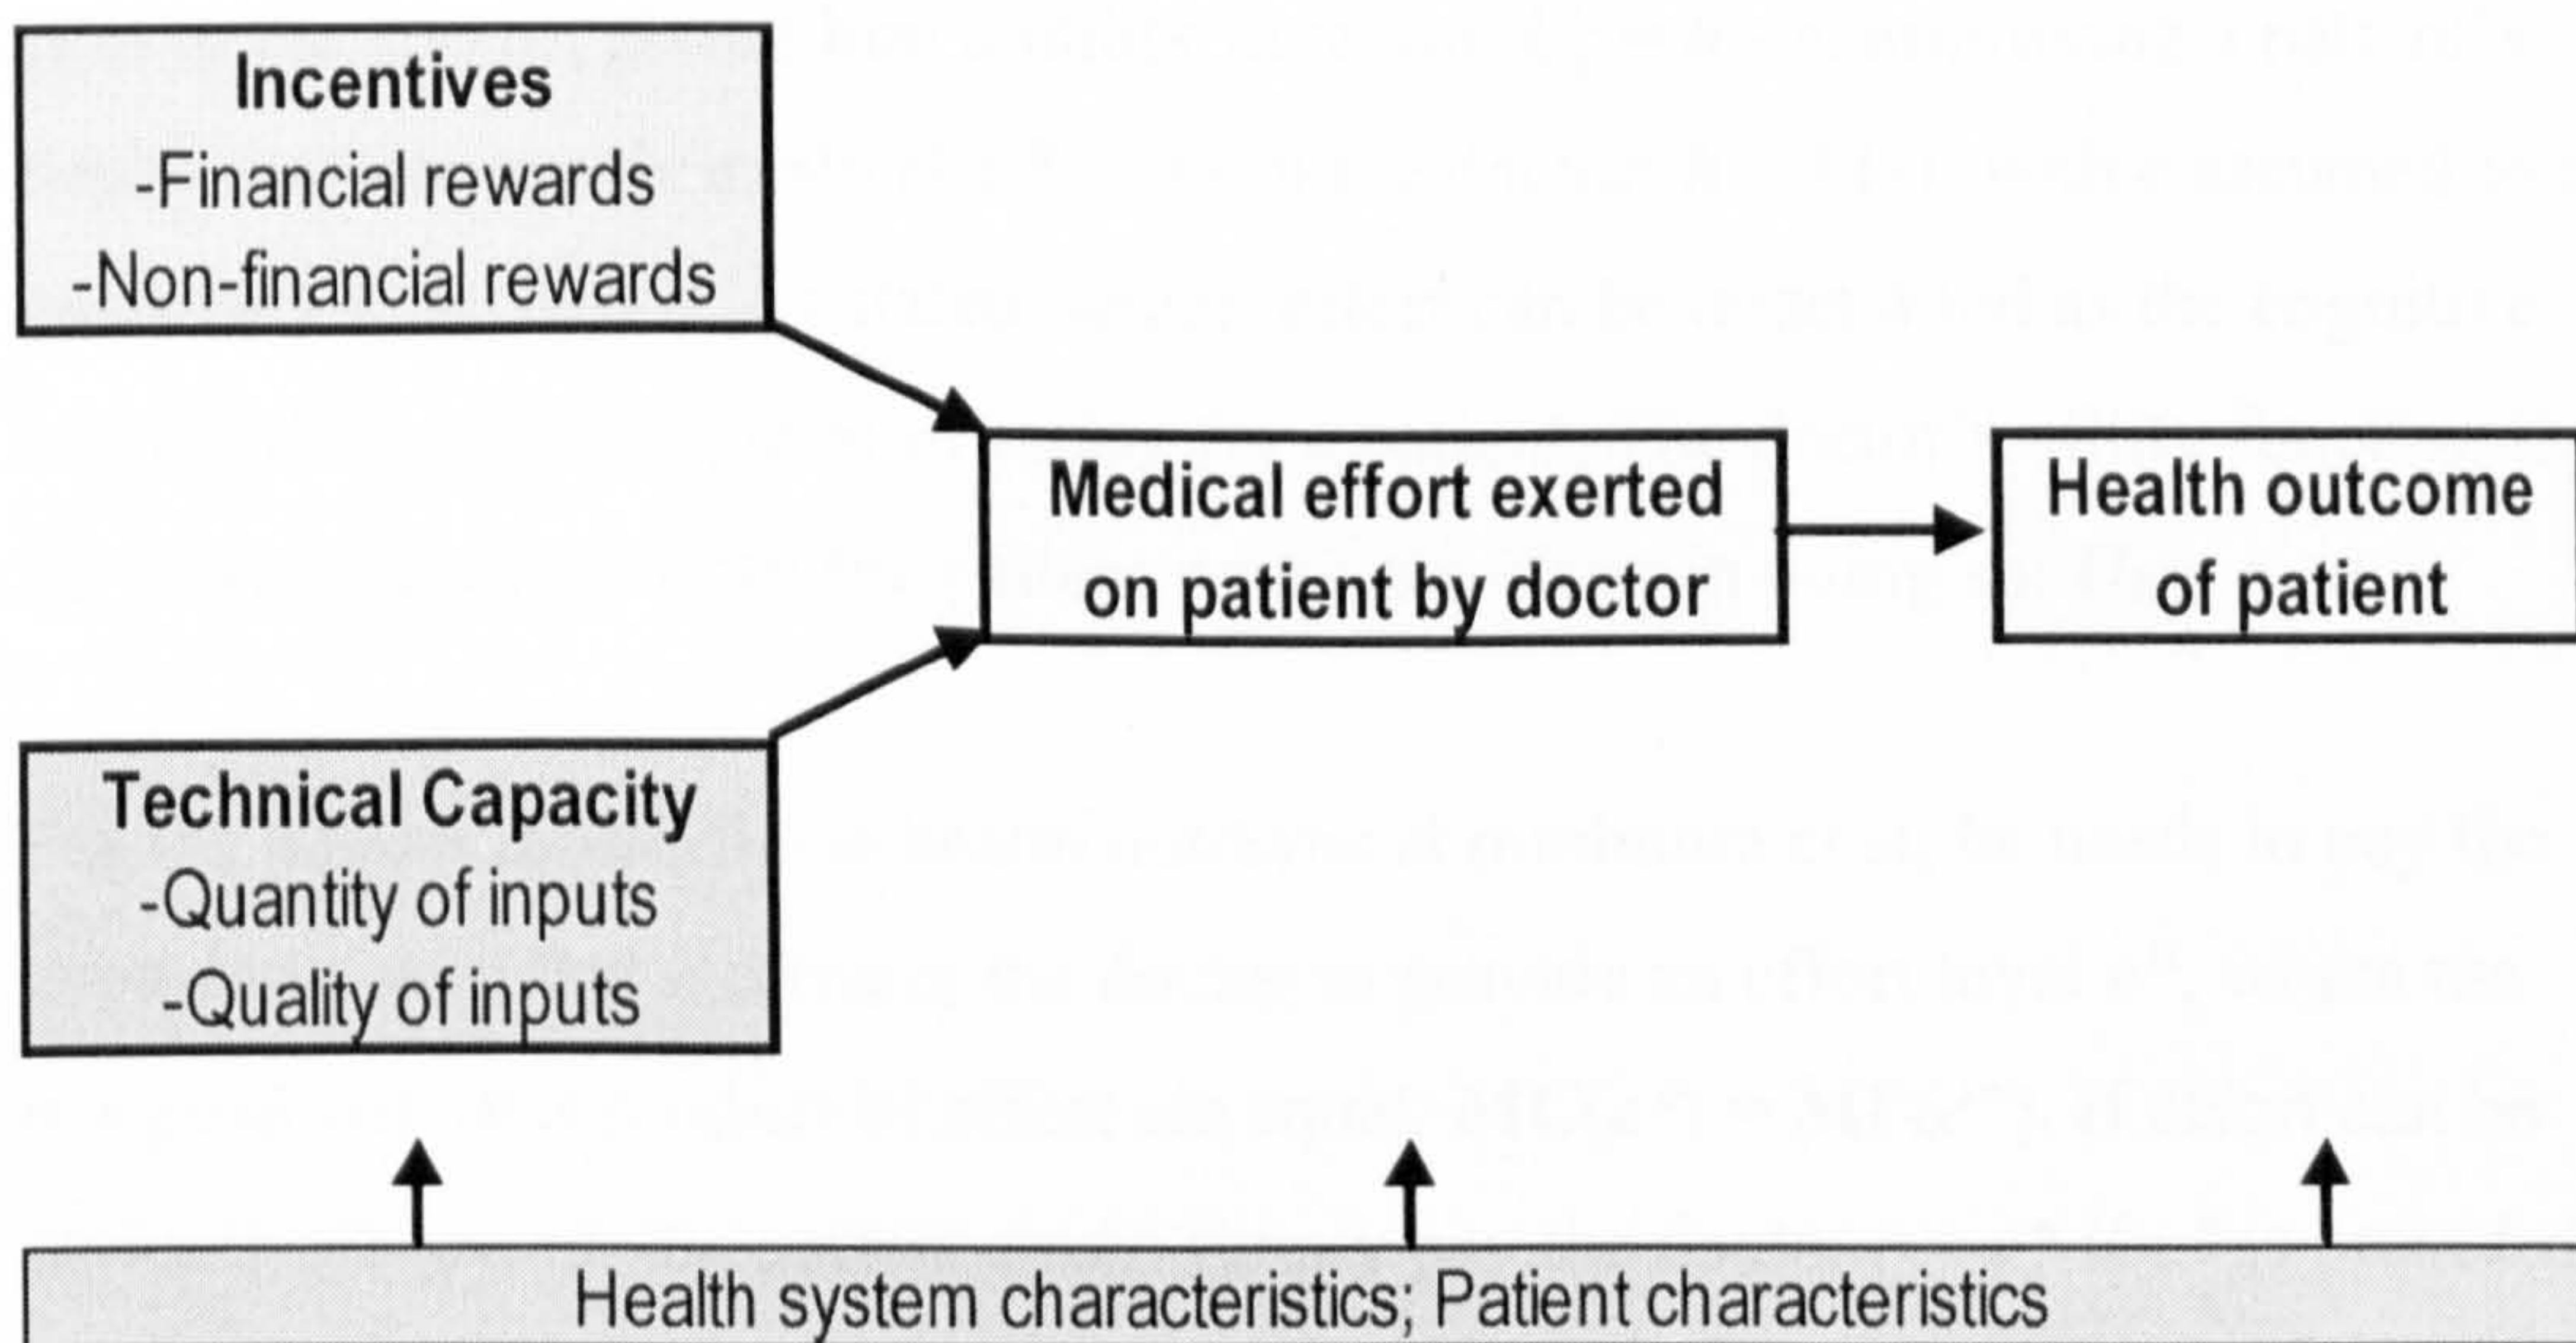 Incentives
-Financial rewards
-Non-financial rewards
Medical effort exerted
on patient by doctor
Health outcome
of patient
Technical Capacity
-Quantity of inputs
-Quality of inputs
Health system characteristics; Patient characteristics